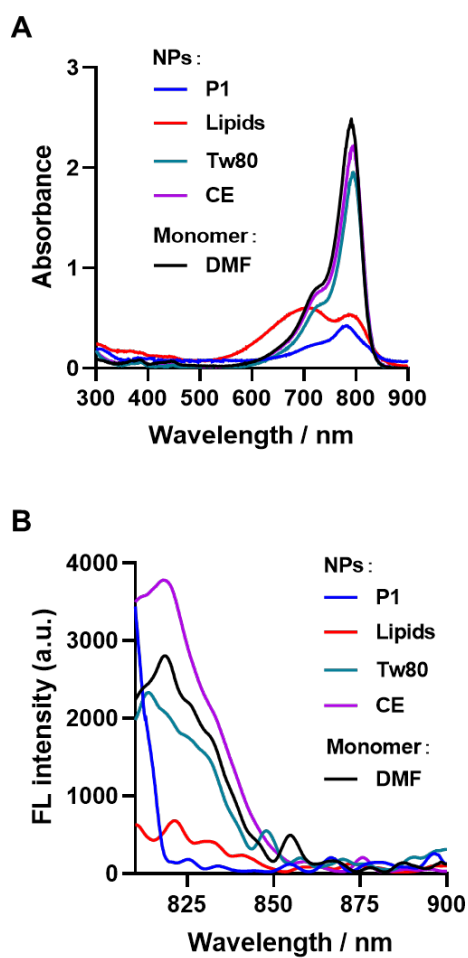 A
NPs:
P1
Lipids
Tw80
CE
Monomer:
DMF
Absorbance
3
2
1
0
300 400 500 600 700 800 900
Wavelength / nm
B
NPs:
P1
Lipids
Tw80
CE
Monomer:
DMF
FL intensity (a.u.)
4000
3000
2000
1000
0
825 850 875 900
Wavelength / nm